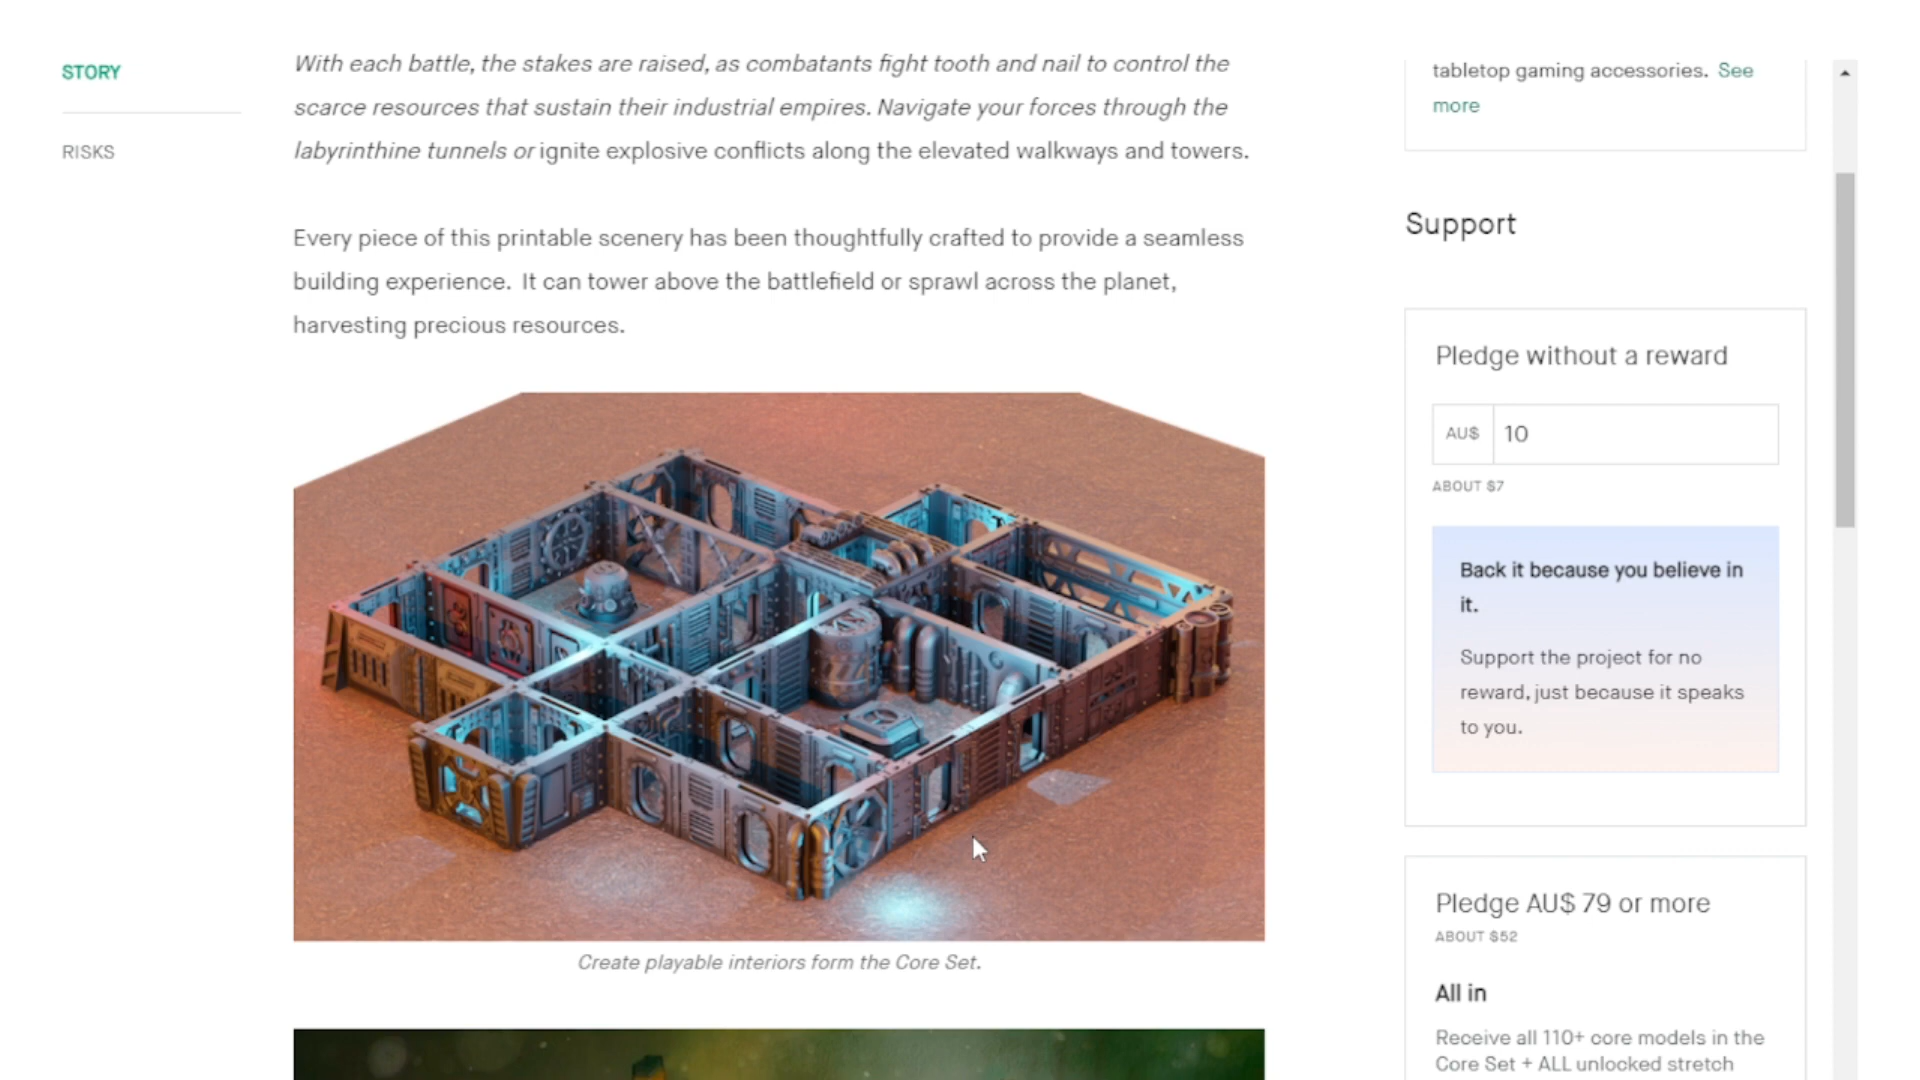 STORY
RISKS
With each battle, the stakes are raised, as combatants fight tooth and nail to control the
scarce resources that sustain their industrial empires. Navigate your forces through the
labyrinthine tunnels or ignite explosive conflicts along the elevated walkways and towers.
Every piece of this printable scenery has been thoughtfully crafted to provide a seamless
building experience. It can tower above the battlefield or sprawl across the planet,
harvesting precious resources.
Create playable interiors form the Core Set.
tabletop gaming accessories. See
more
Support
Pledge without a reward
AU$ 10
ABOUT $7
Back it because you believe in
it.
Support the project for no
reward, just because it speaks
to you.
Pledge AU$ 79 or more
ABOUT $52
All in
Receive all 110+ core models in the
Core Set + ALL unlocked stretch